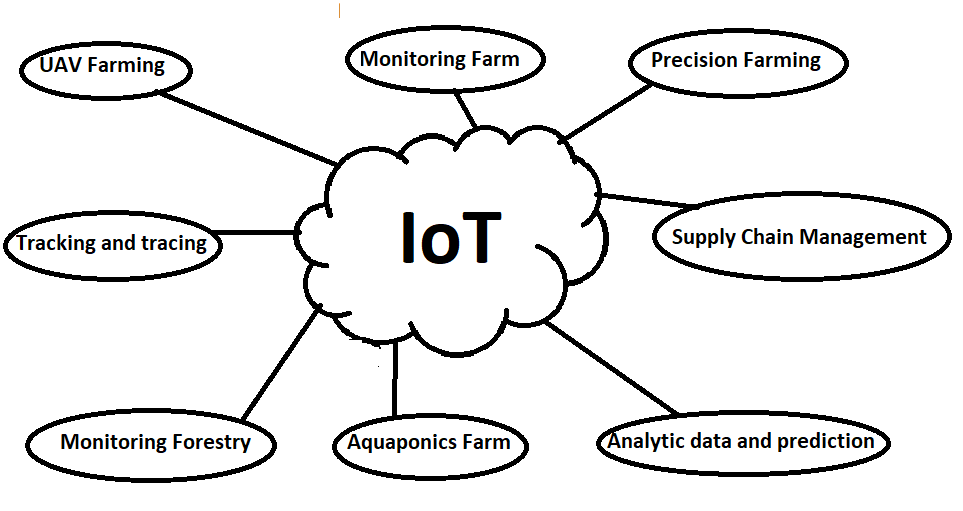 UAV Farming
Monitoring Farm
Precision Farming
IoT
Tracking and tracing
Supply Chain Management
Monitoring Forestry
Aquaponics Farm
Analytic data and prediction